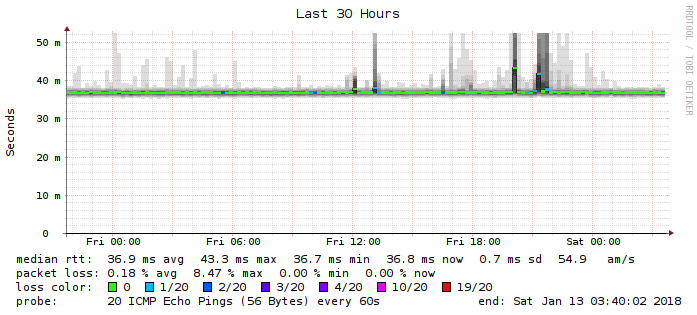 Last 30 Hours
RRDTOOL / TOBI OETIKER
Seconds
50 m
40 m
30 m
20 m
10 m
0
Fri 00:00 Fri 06:00 Fri 12:00 Fri 18:00 Sat 00:00
median rtt: 36.9 ms avg 43.3 ms max 36.7 ms min 36.8 ms now 0.7 ms sd 54.9 am/s
packet loss: 0.18 % avg 8.47 % max 0.00 % min 0.00 % now
loss color: 0 1/20 2/20 3/20 4/20 10/20 19/20
probe: 20 ICMP Echo Pings (56 Bytes) every 60s end: Sat Jan 13 03:40:02 2018